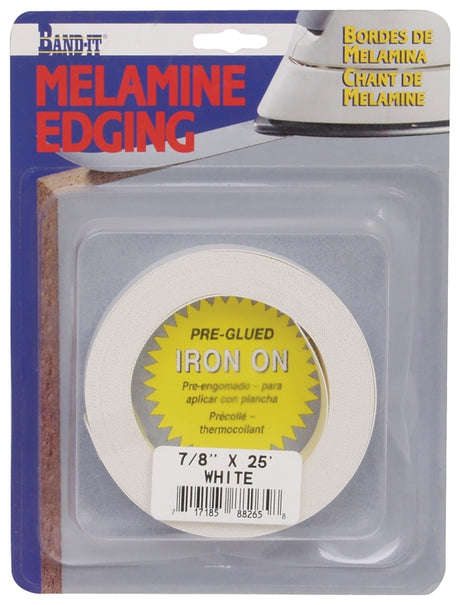 BAND-IT®
MELAMINE
EDGING
BORDES DE
MELAMINA
CHANT DE
MELAMINE
PRE-GLUED
IRON ON
Pre-engomado – para
aplicar con plancha
Précollé –
thermocollant
7/8" X 25'
WHITE
7 17185 88265 8